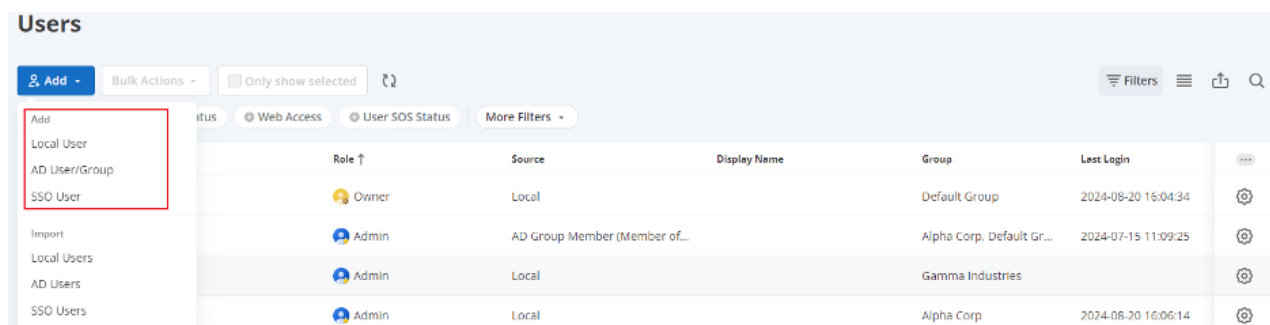 Users
Add Bulk Actions Only show selected Filters
Add tus Web Access User SOS Status More Filters
Local User
AD User/Group
SSO User
Import
Local Users
AD Users
SSO Users
Role ↑ Source Display Name Group Last Login
Owner Local Default Group 2024-08-20 16:04:34
Admin AD Group Member (Member of... Alpha Corp, Default Gr... 2024-07-15 11:09:25
Admin Local Gamma Industries
Admin Local Alpha Corp 2024-08-20 16:06:14